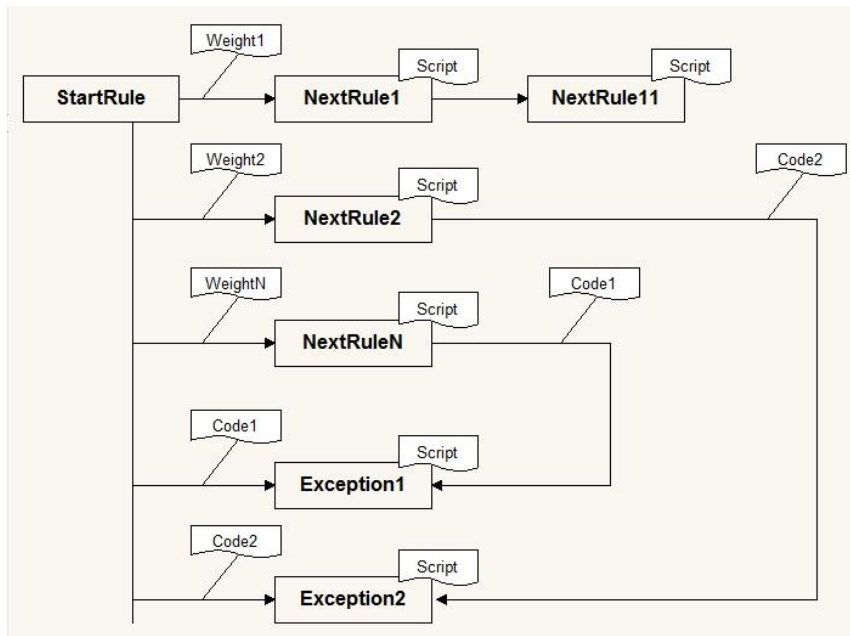 Weight1
Script
Script
StartRule
NextRule1
NextRule11
Weight2
Script
Code2
NextRule2
WeightN
Script
Code1
NextRuleN
Code1
Script
Exception1
Code2
Script
Exception2